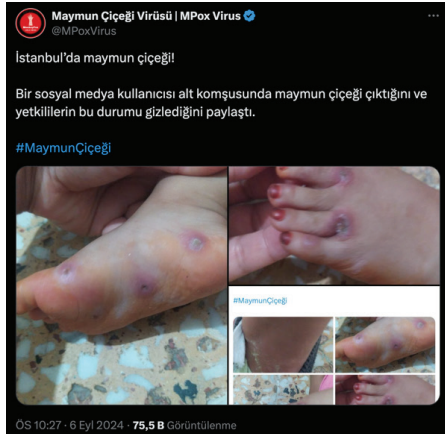 Maymun Çiçeği Virüsü | MPox Virus
@MPoxVirus
İstanbul'da maymun çiçeği!
Bir sosyal medya kullanıcısı alt komşusunda maymun çiçeği çıktığını ve
yetkililerin bu durumu gizlediğini paylaştı.
#MaymunÇiçeği
#MaymunÇiçeği
ÖS 10:27 · 6 Eyl 2024 · 75,5 B Görüntülenme